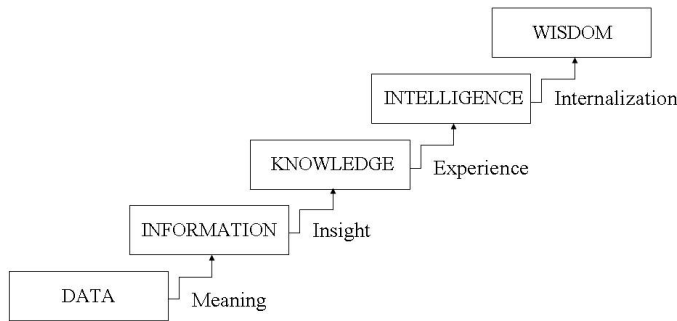 WISDOM
INTELLIGENCE
Internalization
KNOWLEDGE
Experience
INFORMATION
Insight
DATA
Meaning